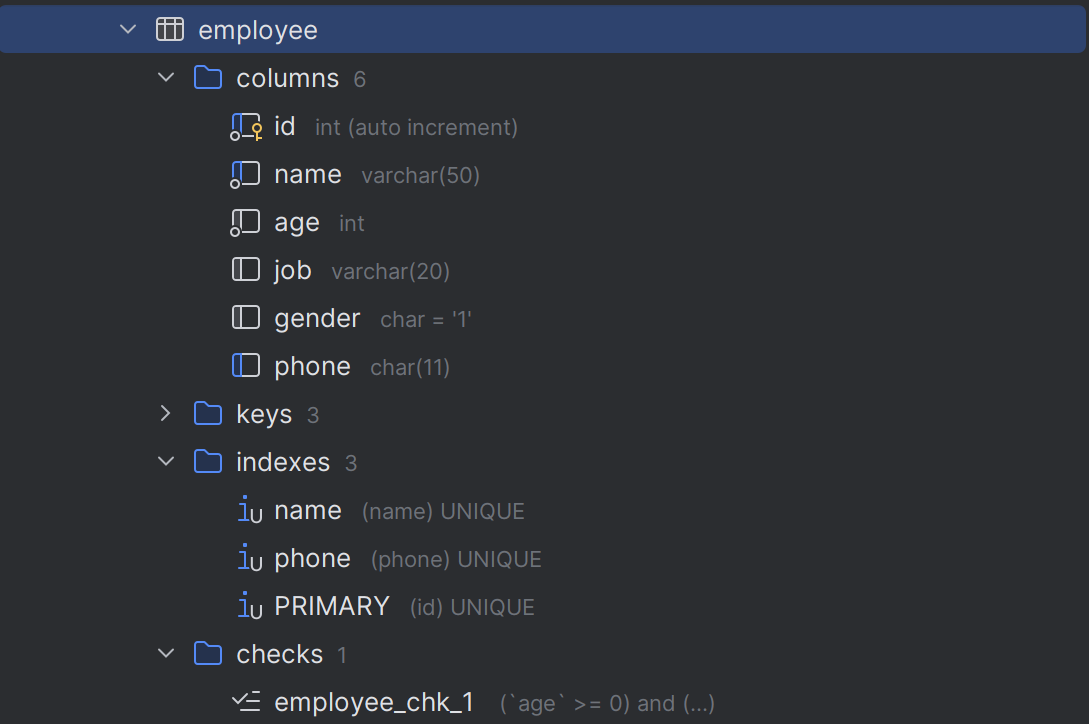 employee
columns 6
id int (auto increment)
name varchar(50)
age int
job varchar(20)
gender char = '1'
phone char(11)
keys 3
indexes 3
name (name) UNIQUE
phone (phone) UNIQUE
PRIMARY (id) UNIQUE
checks 1
employee_chk_1 (`age` >= 0) and (...)